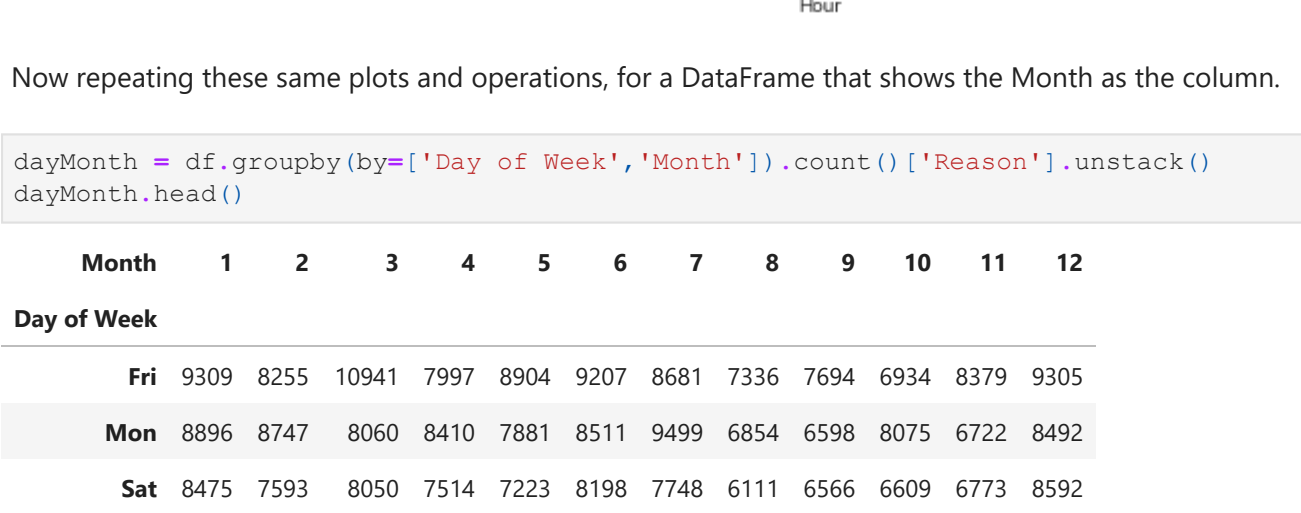 Hour
Now repeating these same plots and operations, for a DataFrame that shows the Month as the column.
dayMonth = df.groupby(by=['Day of Week','Month']).count()['Reason'].unstack()
dayMonth.head()
Month 1 2 3 4 5 6 7 8 9 10 11 12
Day of Week
Fri 9309 8255 10941 7997 8904 9207 8681 7336 7694 6934 8379 9305
Mon 8896 8747 8060 8410 7881 8511 9499 6854 6598 8075 6722 8492
Sat 8475 7593 8050 7514 7223 8198 7748 6111 6566 6609 6773 8592